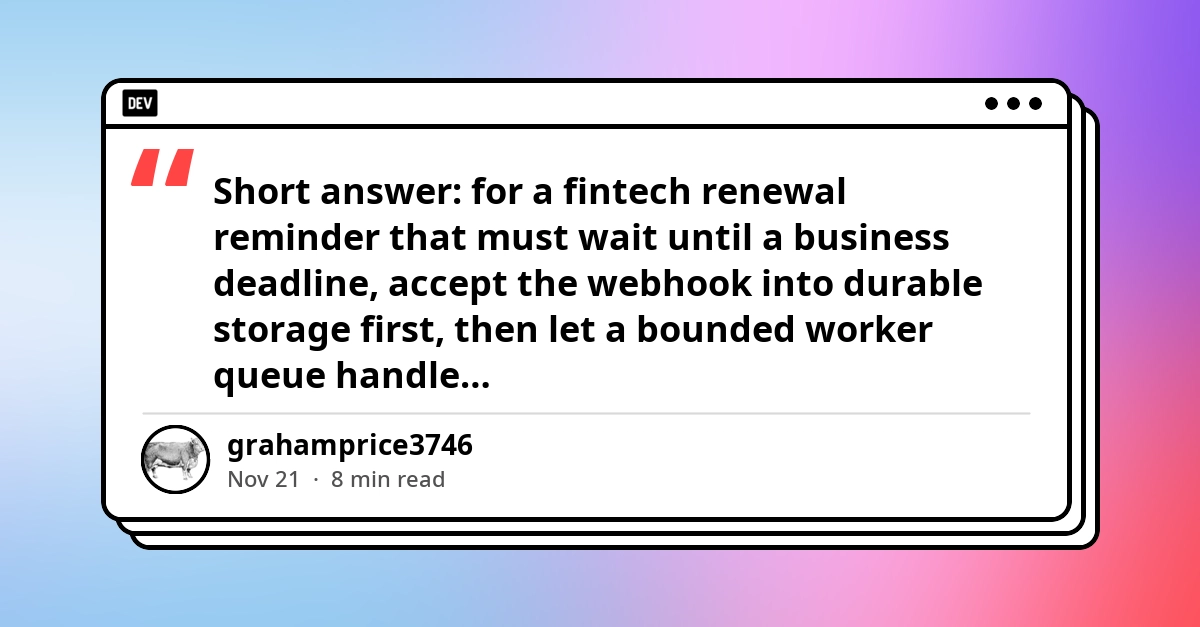 DEV
“
Short answer: for a fintech renewal
reminder that must wait until a business
deadline, accept the webhook into durable
storage first, then let a bounded worker
queue handle...
grahamprice3746
Nov 21 · 8 min read